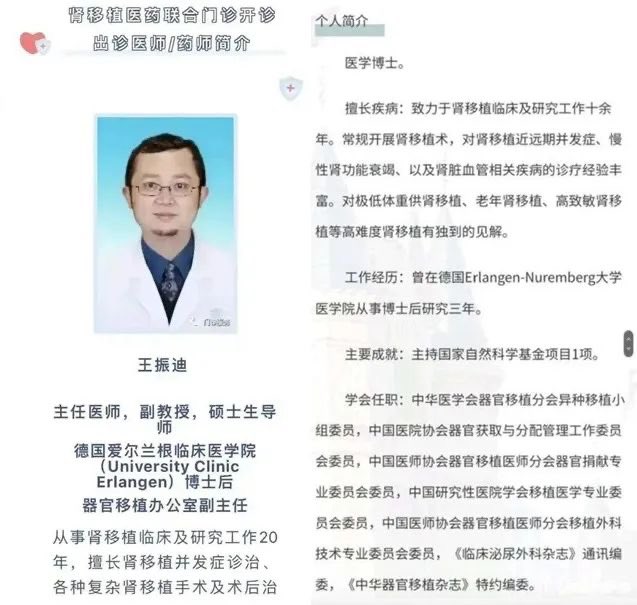 肾移植医药联合门诊开诊
出诊医师/药师简介
王振迪
主任医师，副教授，硕士生导
师
德国爱尔兰根临床医学院
（University Clinic
Erlangen）博士后
器官移植办公室副主任
从事肾移植临床及研究工作20
年，擅长肾移植并发症诊治、
各种复杂肾移植手术及术后治
个人简介
医学博士。
擅长疾病：致力于肾移植临床及研究工作十余
年。常规开展肾移植术，对肾移植近远期并发症、慢
性肾功能衰竭、以及肾脏血管相关疾病的诊疗经验丰
富。对极低体重供肾移植、老年肾移植、高致敏肾移
植等高难度肾移植有独到的见解。
工作经历：曾在德国Erlangen-Nuremberg大学
医学院从事博士后研究三年。
主要成就：主持国家自然科学基金项目1项。
学会任职：中华医学会器官移植分会异种移植小
组委员，中国医院协会器官获取与分配管理工作委员
会委员，中国医师协会器官移植医师分会器官捐献专
业委员会委员，中国研究性医院学会移植医学专业委
员会委员，中国医师协会器官移植医师分会移植外科
技术专业委员会委员，《临床泌尿外科杂志》通讯编
委，《中华器官移植杂志》特约编委。